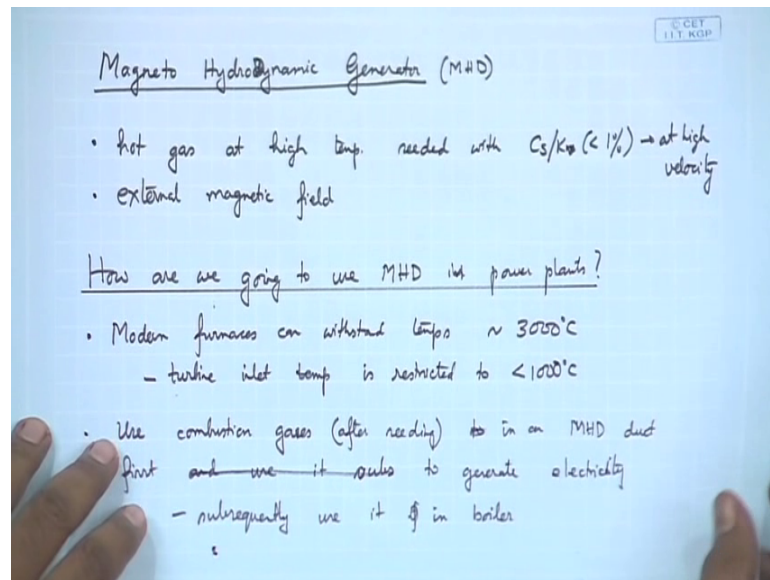 © CET
I.I.T. KGP
Magneto HydroDynamic Generator (MHD)
• hot gas at high temp. needed with Cs/K (<1%) → at high
velocity
• external magnetic field
How are we going to use MHD in power plants?
• Modern furnaces can withstand temps ~ 3000°C
– turbine inlet temp is restricted to <1000°C
• Use combustion gases (after seeding) in an MHD duct
first and use it to generate electricity
– subsequently use it in boiler